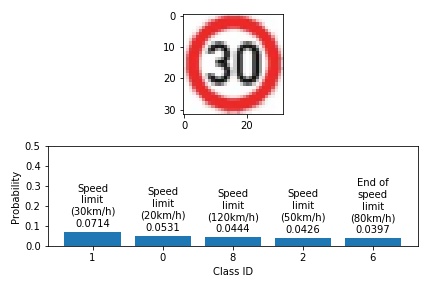 0
10
20
30
30
0
20
Probability
0.5
0.4
0.3
0.2
0.1
0.0
Speed
limit
(30km/h)
0.0714
Speed
limit
(20km/h)
0.0531
Speed
limit
(120km/h)
0.0444
Speed
limit
(50km/h)
0.0426
End of
speed
limit
(80km/h)
0.0397
1
0
8
2
6
Class ID